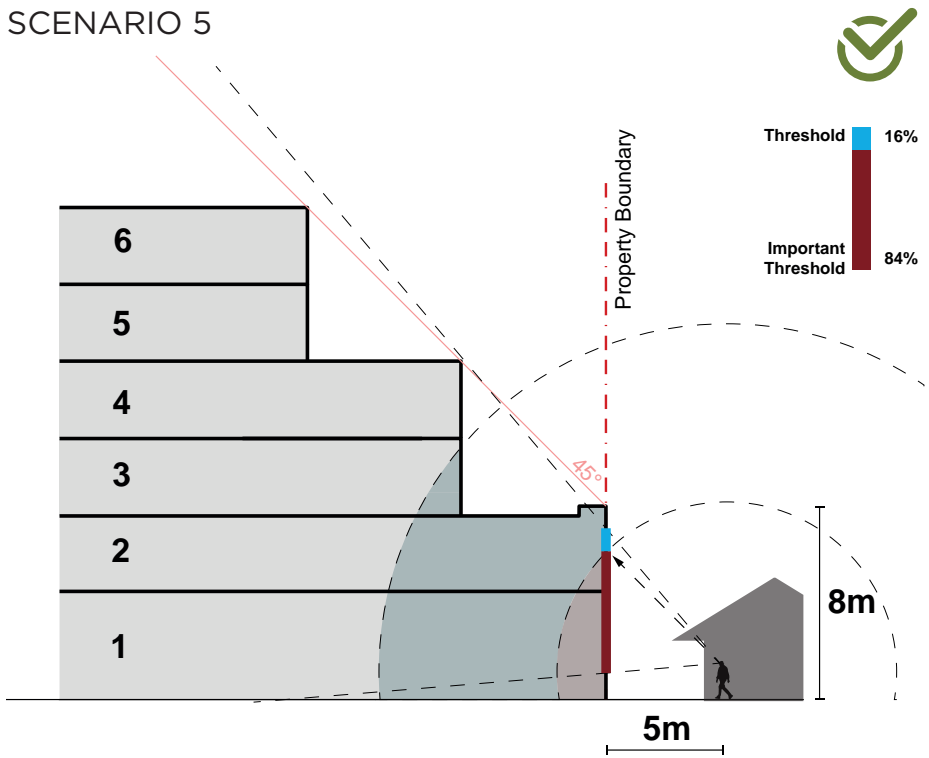 SCENARIO 5
Threshold 16%
Property Boundary
6
Important
Threshold 84%
5
4
45°
3
2
8m
1
5m